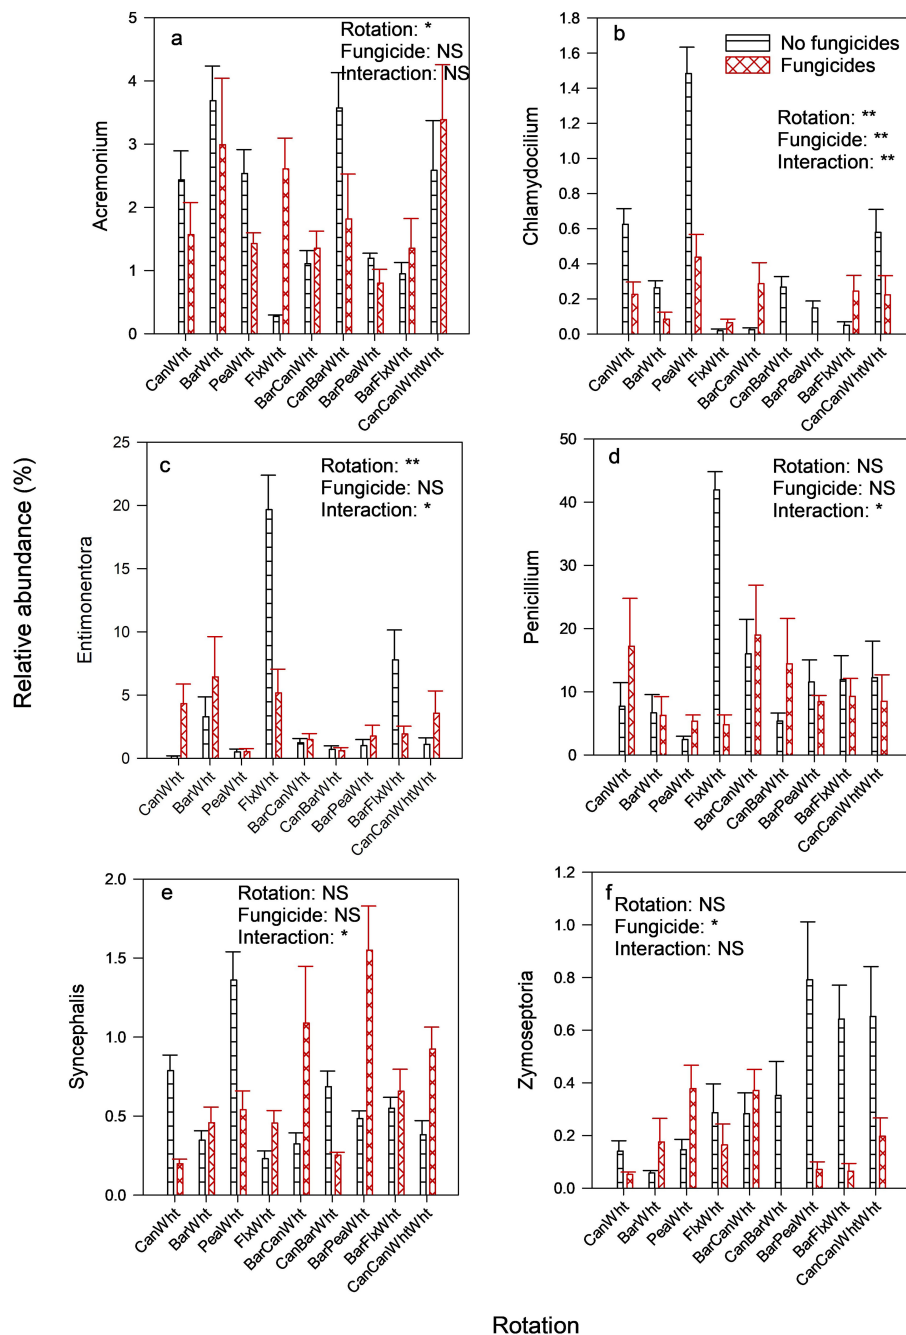 a
Rotation: *
Fungicide: NS
Interaction: NS
5
4
3
2
1
0
Acremonium
CanWht
BarWht
PeaWht
FlxWht
BarCanWht
CanBarWht
BarPeaWht
BarFlxWht
CanCanWhtWht
b
No fungicides
Fungicides
Rotation: **
Fungicide: **
Interaction: **
1.8
1.6
1.4
1.2
1.0
0.8
0.6
0.4
0.2
0.0
Chlamydocilium
CanWht
BarWht
PeaWht
FlxWht
BarCanWht
CanBarWht
BarPeaWht
BarFlxWht
CanCanWhtWht
Relative abundance (%)
c
Rotation: **
Fungicide: NS
Interaction: *
25
20
15
10
5
0
Entimonentora
CanWht
BarWht
PeaWht
FlxWht
BarCanWht
CanBarWht
BarPeaWht
BarFlxWht
CanCanWhtWht
d
Rotation: NS
Fungicide: NS
Interaction: *
50
40
30
20
10
0
Penicillium
CanWht
BarWht
PeaWht
FlxWht
BarCanWht
CanBarWht
BarPeaWht
BarFlxWht
CanCanWhtWht
e
Rotation: NS
Fungicide: NS
Interaction: *
2.0
1.5
1.0
0.5
0.0
Syncephalis
CanWht
BarWht
PeaWht
FlxWht
BarCanWht
CanBarWht
BarPeaWht
BarFlxWht
CanCanWhtWht
f
Rotation: NS
Fungicide: *
Interaction: NS
1.2
1.0
0.8
0.6
0.4
0.2
0.0
Zymoseptoria
CanWht
BarWht
PeaWht
FlxWht
BarCanWht
CanBarWht
BarPeaWht
BarFlxWht
CanCanWhtWht
Rotation